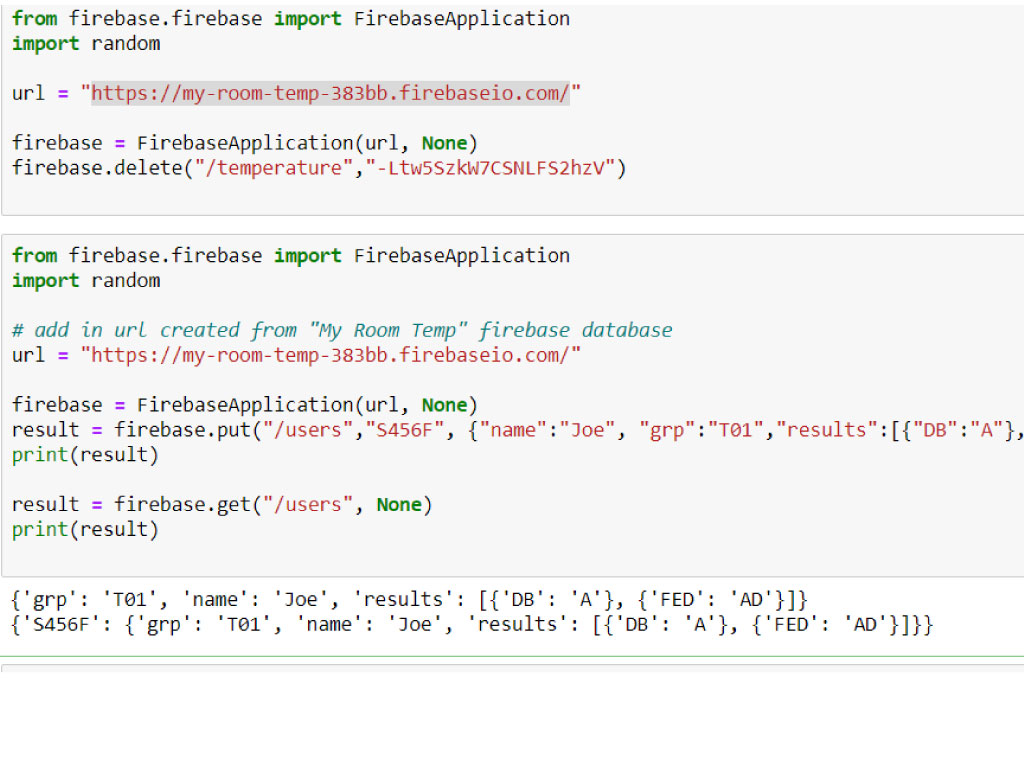 from firebase.firebase import FirebaseApplication
import random
url = "https://my-room-temp-383bb.firebaseio.com/"
firebase = FirebaseApplication(url, None)
firebase.delete("/temperature","-Ltw5SzkW7CSNLFS2hzV")
from firebase.firebase import FirebaseApplication
import random
# add in url created from "My Room Temp" firebase database
url = "https://my-room-temp-383bb.firebaseio.com/"
firebase = FirebaseApplication(url, None)
result = firebase.put("/users","S456F", {"name":"Joe", "grp":"T01","results":[{"DB":"A"},
print(result)
result = firebase.get("/users", None)
print(result)
{'grp': 'T01', 'name': 'Joe', 'results': [{'DB': 'A'}, {'FED': 'AD'}]}
{'S456F': {'grp': 'T01', 'name': 'Joe', 'results': [{'DB': 'A'}, {'FED': 'AD'}]}}